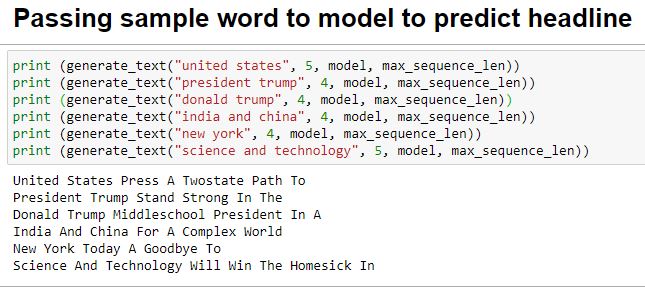 Passing sample word to model to predict headline
print (generate_text("united states", 5, model, max_sequence_len))
print (generate_text("president trump", 4, model, max_sequence_len))
print (generate_text("donald trump", 4, model, max_sequence_len))
print (generate_text("india and china", 4, model, max_sequence_len))
print (generate_text("new york", 4, model, max_sequence_len))
print (generate_text("science and technology", 5, model, max_sequence_len))
United States Press A Twostate Path To
President Trump Stand Strong In The
Donald Trump Middleschool President In A
India And China For A Complex World
New York Today A Goodbye To
Science And Technology Will Win The Homesick In